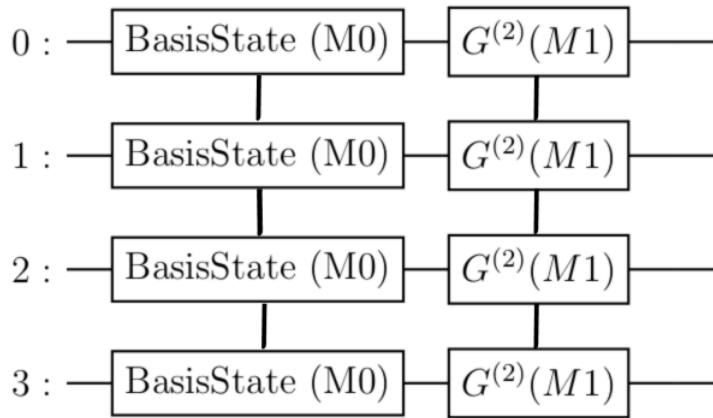 0 : BasisState (M0) G⁽²⁾(M1)
1 : BasisState (M0) G⁽²⁾(M1)
2 : BasisState (M0) G⁽²⁾(M1)
3 : BasisState (M0) G⁽²⁾(M1)